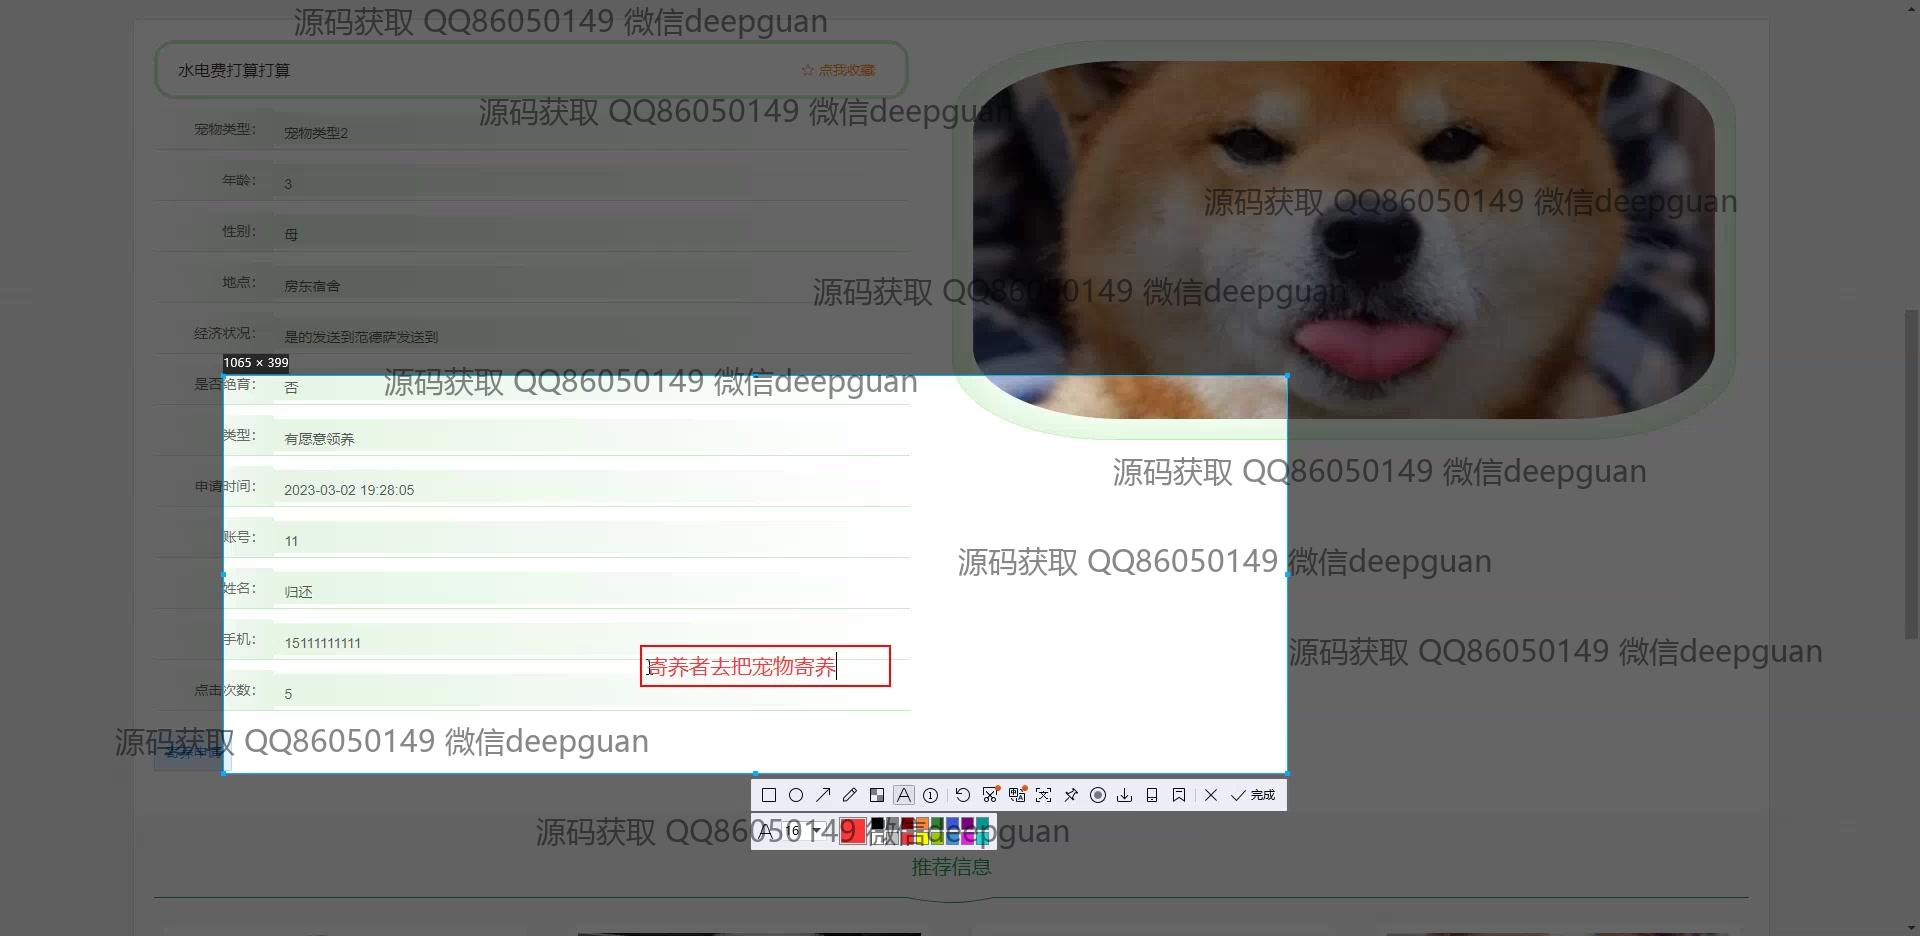 源码获取 QQ86050149 微信deepguan
水电费打算打算
☆ 点我收藏
源码获取 QQ86050149 微信deepguan
宠物类型： 宠物类型2
年龄： 3
源码获取 QQ86050149 微信deepguan
性别： 母
地点： 房东宿舍
源码获取 QQ86050149 微信deepguan
经济状况： 是的发送到范德萨发送到
1065 × 399
是否绝育： 否
源码获取 QQ86050149 微信deepguan
类型： 有愿意领养
源码获取 QQ86050149 微信deepguan
申请时间： 2023-03-02 19:28:05
账号： 11
源码获取 QQ86050149 微信deepguan
姓名： 归还
手机： 15111111111
源码获取 QQ86050149 微信deepguan
寄养者去把宠物寄养
点击次数： 5
源码获取 QQ86050149 微信deepguan
寄养申请
完成
A 16
源码获取 QQ86050149 微信deepguan
推荐信息